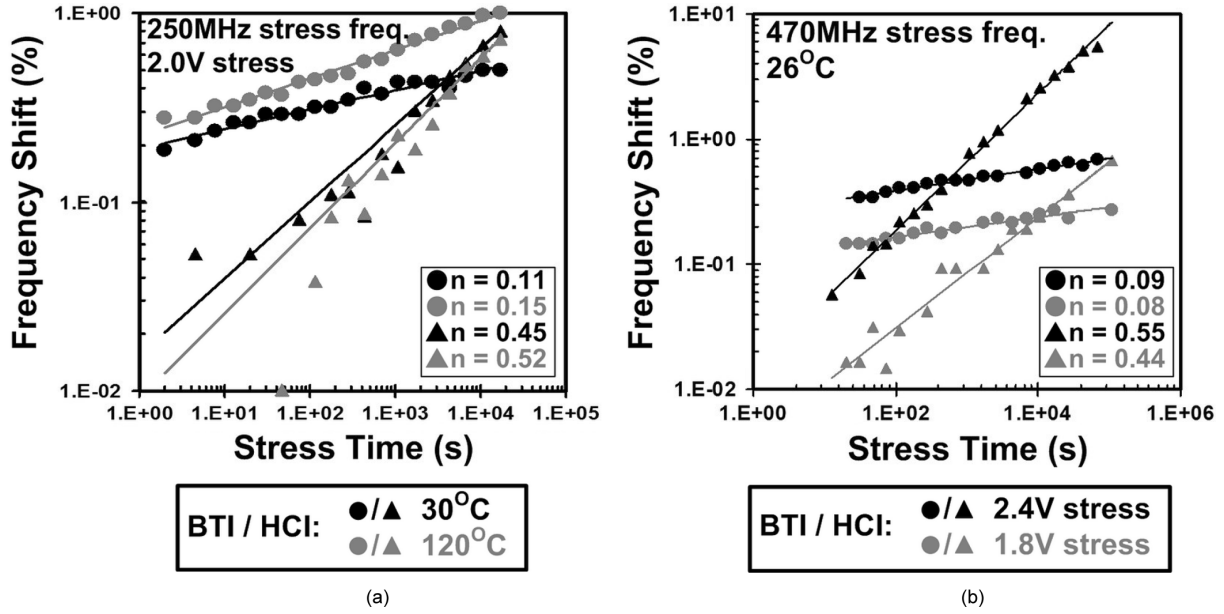 Frequency Shift (%)
1.E+00
1.E-01
1.E-02
250MHz stress freq.
2.0V stress
n = 0.11
n = 0.15
n = 0.45
n = 0.52
1.E+00 1.E+01 1.E+02 1.E+03 1.E+04 1.E+05
Stress Time (s)
BTI / HCI: ●/▲ 30°C
●/▲ 120°C
(a)
Frequency Shift (%)
1.E+01
1.E+00
1.E-01
1.E-02
470MHz stress freq.
26°C
n = 0.09
n = 0.08
n = 0.55
n = 0.44
1.E+00 1.E+02 1.E+04 1.E+06
Stress Time (s)
BTI / HCI: ●/▲ 2.4V stress
●/▲ 1.8V stress
(b)